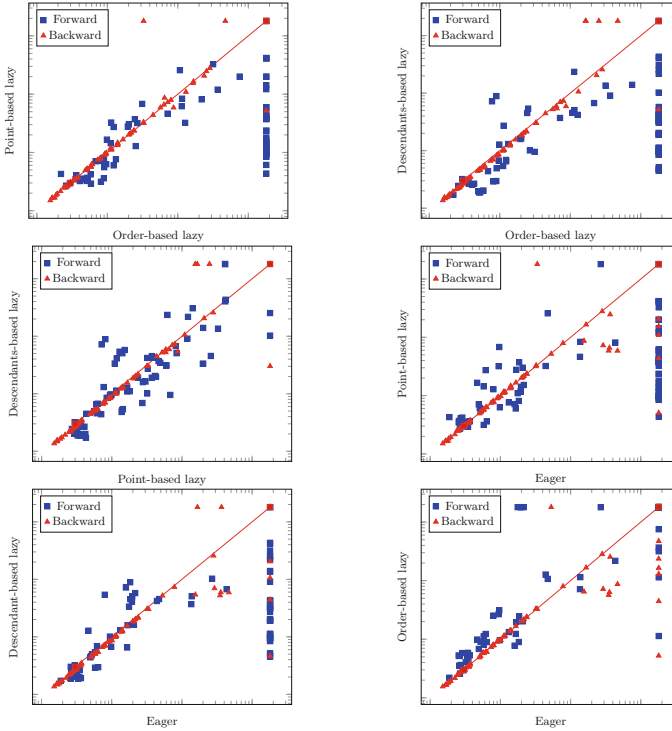 Forward
Backward
Point-based lazy
Order-based lazy
Forward
Backward
Descendants-based lazy
Order-based lazy
Forward
Backward
Descendants-based lazy
Point-based lazy
Forward
Backward
Point-based lazy
Eager
Forward
Backward
Descendant-based lazy
Eager
Forward
Backward
Order-based lazy
Eager